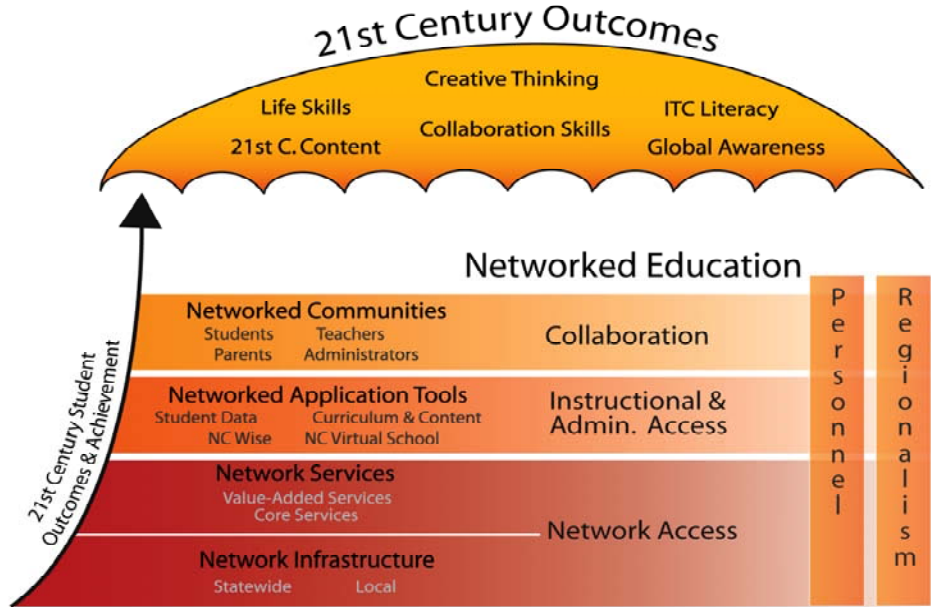 21st Century Outcomes
Creative Thinking
Life Skills
ITC Literacy
Collaboration Skills
21st C. Content
Global Awareness
Networked Education
21st Century Student
Outcomes & Achievement
Networked Communities
Students Teachers
Parents Administrators
Collaboration
Networked Application Tools
Student Data Curriculum & Content
NC Wise NC Virtual School
Instructional &
Admin. Access
Network Services
Value-Added Services
Core Services
Network Access
Network Infrastructure
Statewide Local
Personnel
Regionalism